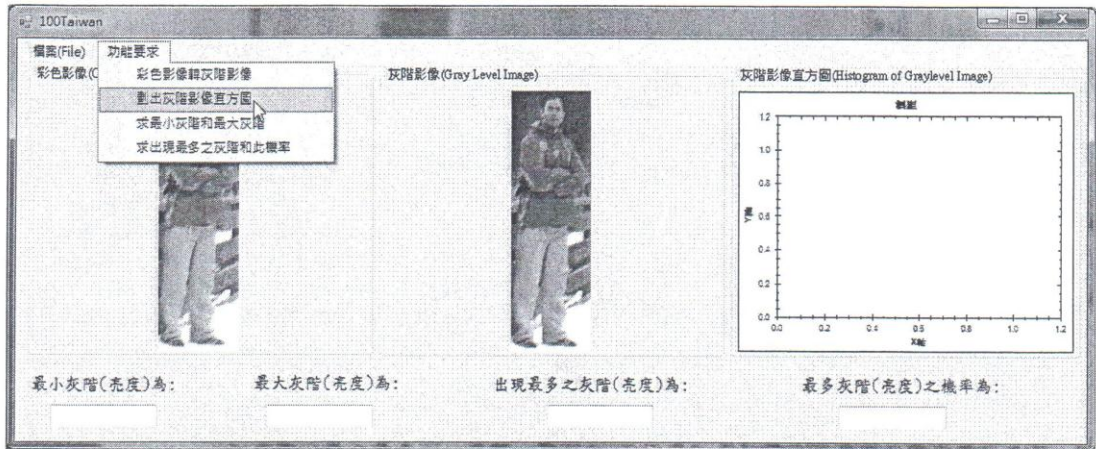 100Taiwan
檔案(File) 功能要求
彩色影像(C
彩色影像轉灰階影像
劃出灰階影像直方圖
求最小灰階和最大灰階
求出現最多之灰階和此機率
灰階影像(Gray Level Image)
灰階影像直方圖(Histogram of Graylevel Image)
標題
1.2
1.0
0.8
0.6
0.4
0.2
0.0
Y軸
0.0 0.2 0.4 0.6 0.8 1.0 1.2
X軸
最小灰階(亮度)為:
最大灰階(亮度)為:
出現最多之灰階(亮度)為:
最多灰階(亮度)之機率為: